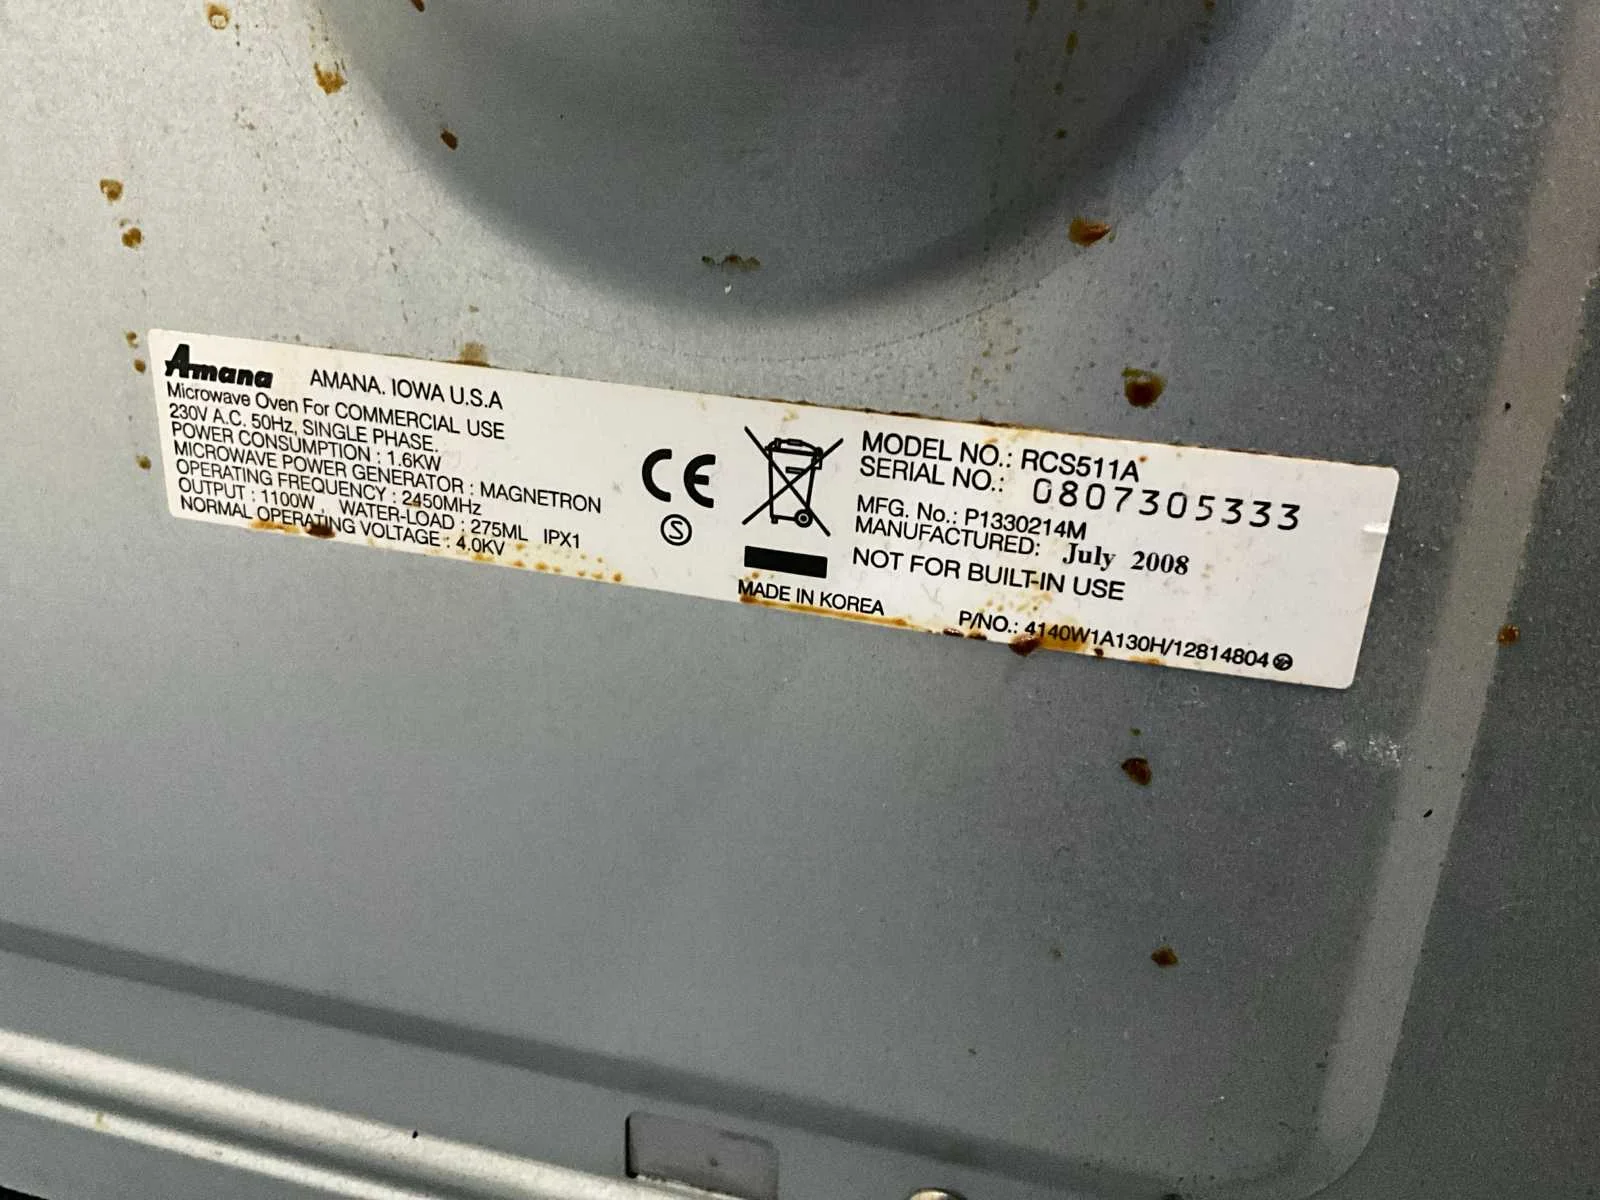 Amana AMANA. IOWA U.S.A
Microwave Oven For COMMERCIAL USE
230V A.C. 50Hz, SINGLE PHASE.
POWER CONSUMPTION : 1.6KW
MICROWAVE POWER GENERATOR : MAGNETRON
OPERATING FREQUENCY : 2450MHz
OUTPUT : 1100W, WATER-LOAD : 275ML IPX1
NORMAL OPERATING VOLTAGE : 4.0KV
CE
S
MADE IN KOREA
MODEL NO.: RCS511A
SERIAL NO.: 0807305333
MFG. No.: P1330214M
MANUFACTURED: July 2008
NOT FOR BUILT-IN USE
P/NO.: 4140W1A130H/12814804